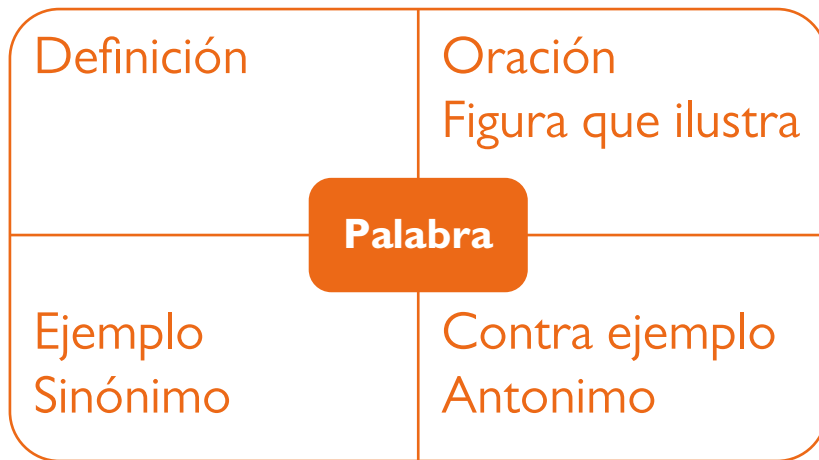 Definición
Oración
Figura que ilustra
Palabra
Ejemplo
Sinónimo
Contra ejemplo
Antonimo